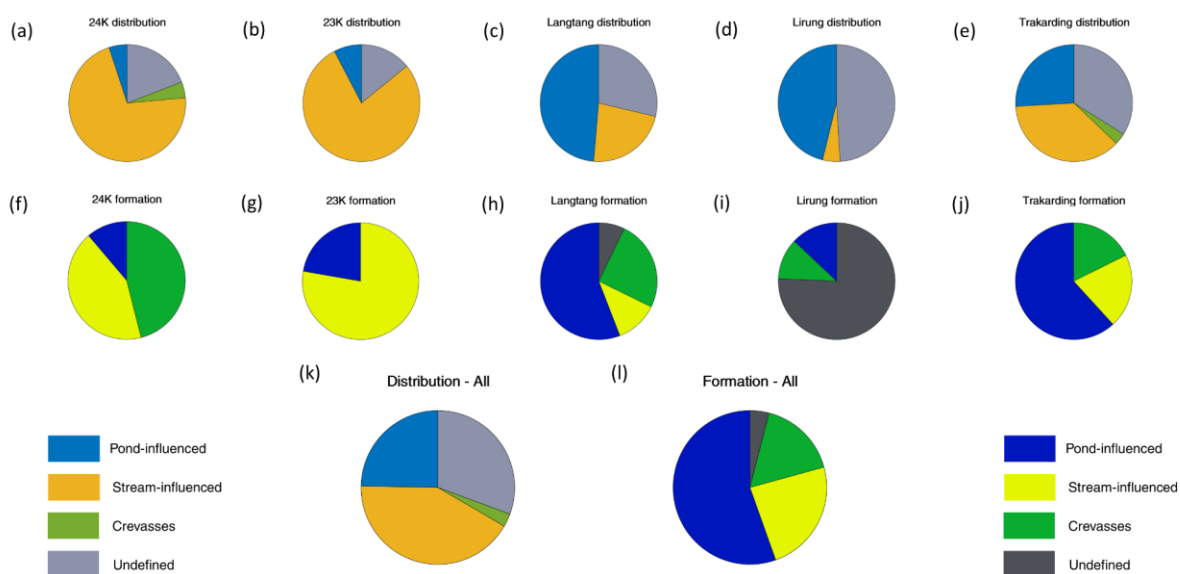 (a)
24K distribution
(b)
23K distribution
(c)
Langtang distribution
(d)
Lirung distribution
(e)
Trakarding distribution
(f)
24K formation
(g)
23K formation
(h)
Langtang formation
(i)
Lirung formation
(j)
Trakarding formation
(k)
Distribution - All
(l)
Formation - All
Pond-influenced
Stream-influenced
Crevasses
Undefined
Pond-influenced
Stream-influenced
Crevasses
Undefined